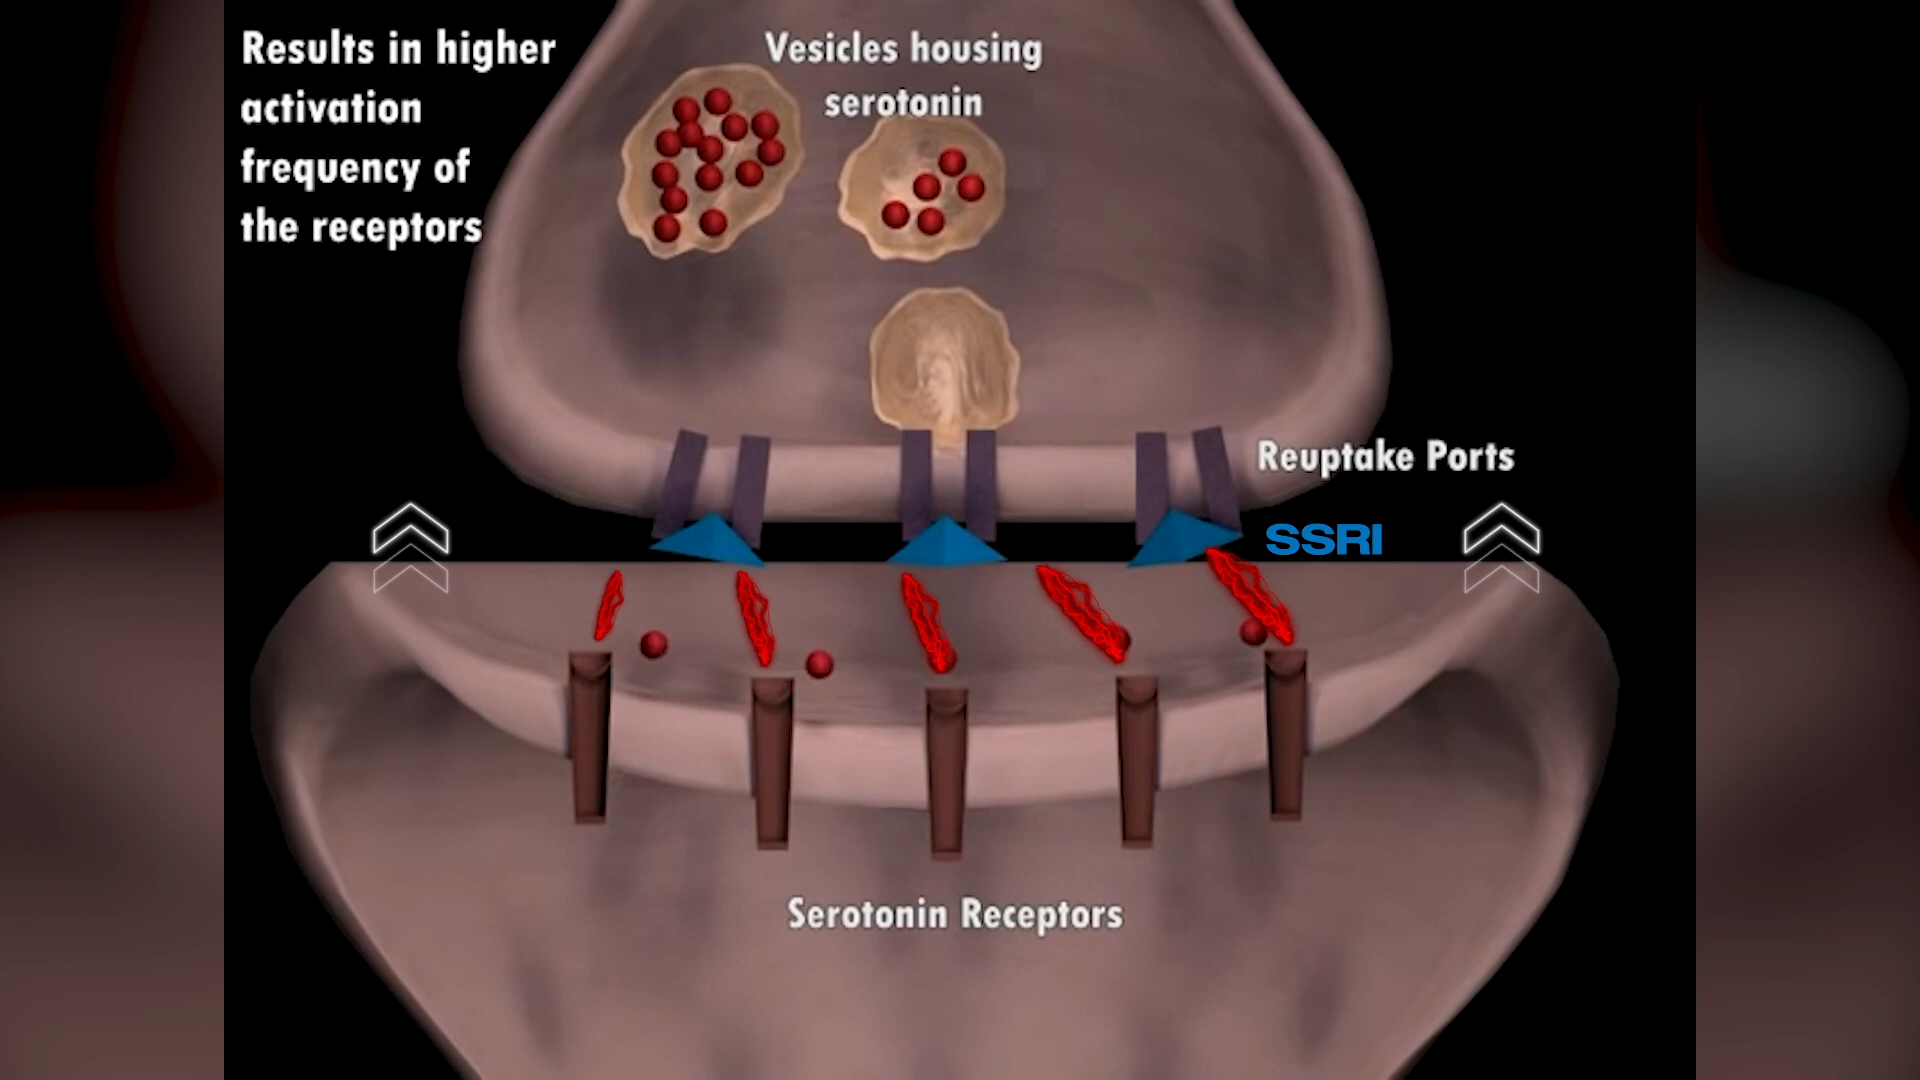 Results in higher
activation
frequency of
the receptors
Vesicles housing
serotonin
Reuptake Ports
SSRI
Serotonin Receptors